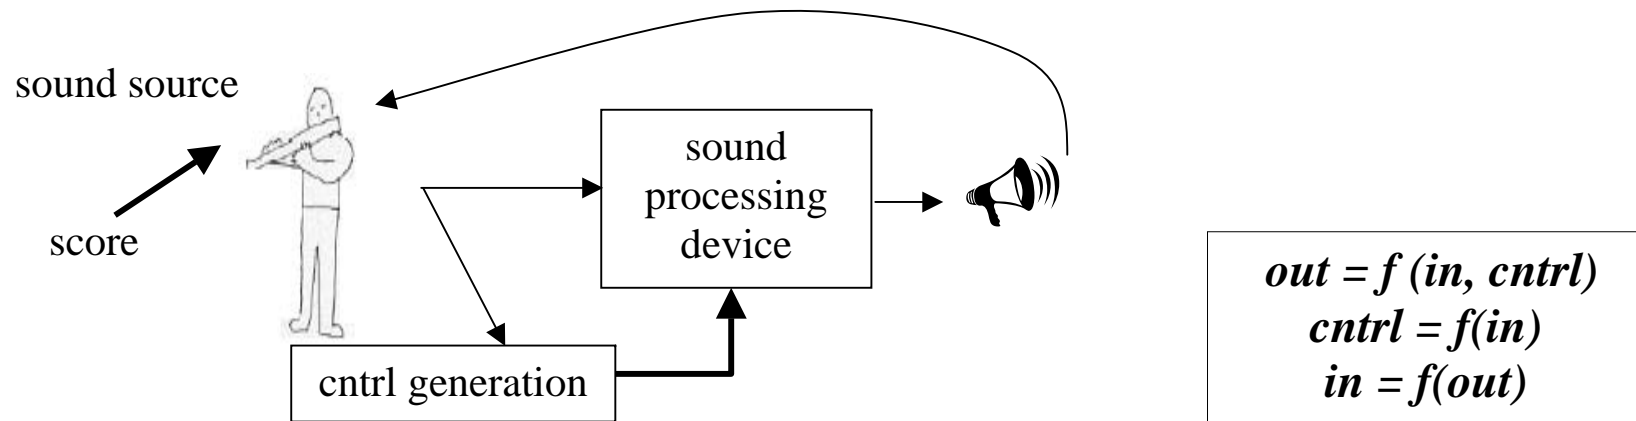 sound source
score
sound
processing
device
cntrl generation
out = f (in, cntrl)
cntrl = f(in)
in = f(out)